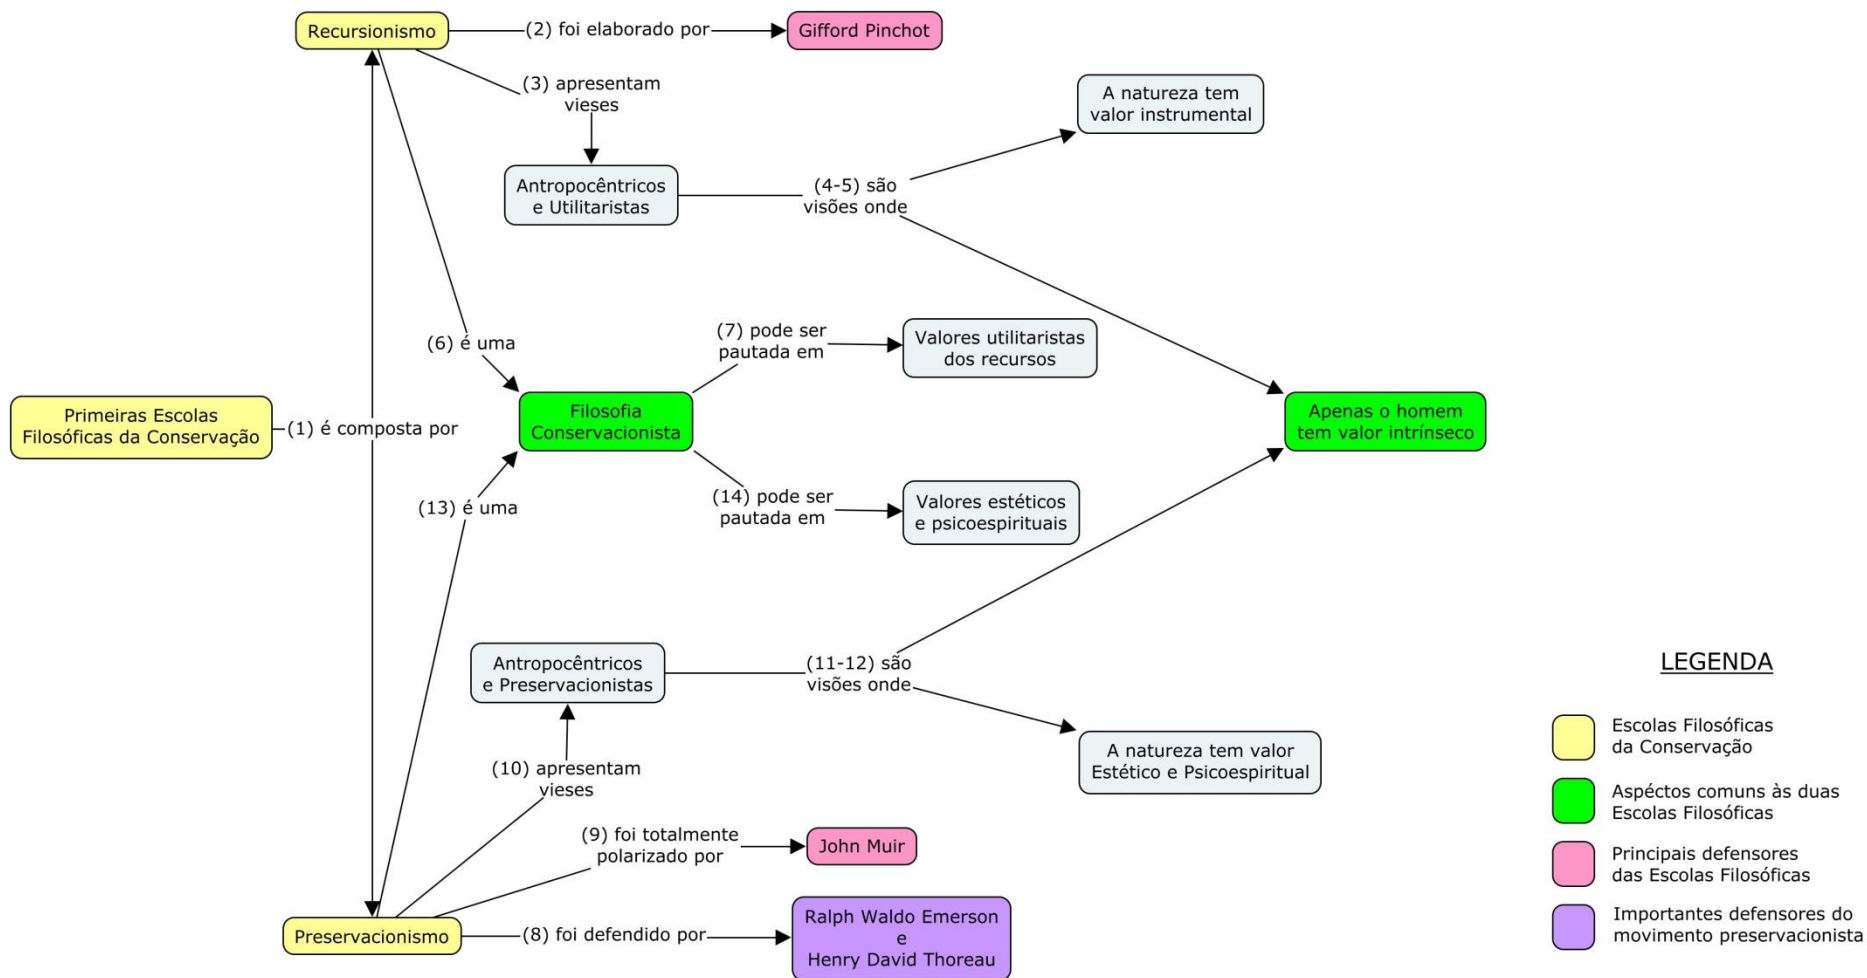 Recursionismo
(2) foi elaborado por
Gifford Pinchot
(3) apresentam
vieses
A natureza tem
valor instrumental
Antropocêntricos
e Utilitaristas
(4-5) são
visões onde
(6) é uma
(7) pode ser
pautada em
Valores utilitaristas
dos recursos
Primeiras Escolas
Filosóficas da Conservação
(1) é composta por
Filosofia
Conservacionista
Apenas o homem
tem valor intrínseco
(13) é uma
(14) pode ser
pautada em
Valores estéticos
e psicoespirituais
Antropocêntricos
e Preservacionistas
(11-12) são
visões onde
(10) apresentam
vieses
A natureza tem valor
Estético e Psicoespiritual
(9) foi totalmente
polarizado por
John Muir
Preservacionismo
(8) foi defendido por
Ralph Waldo Emerson
e
Henry David Thoreau
LEGENDA
Escolas Filosóficas
da Conservação
Aspéctos comuns às duas
Escolas Filosóficas
Principais defensores
das Escolas Filosóficas
Importantes defensores do
movimento preservacionista